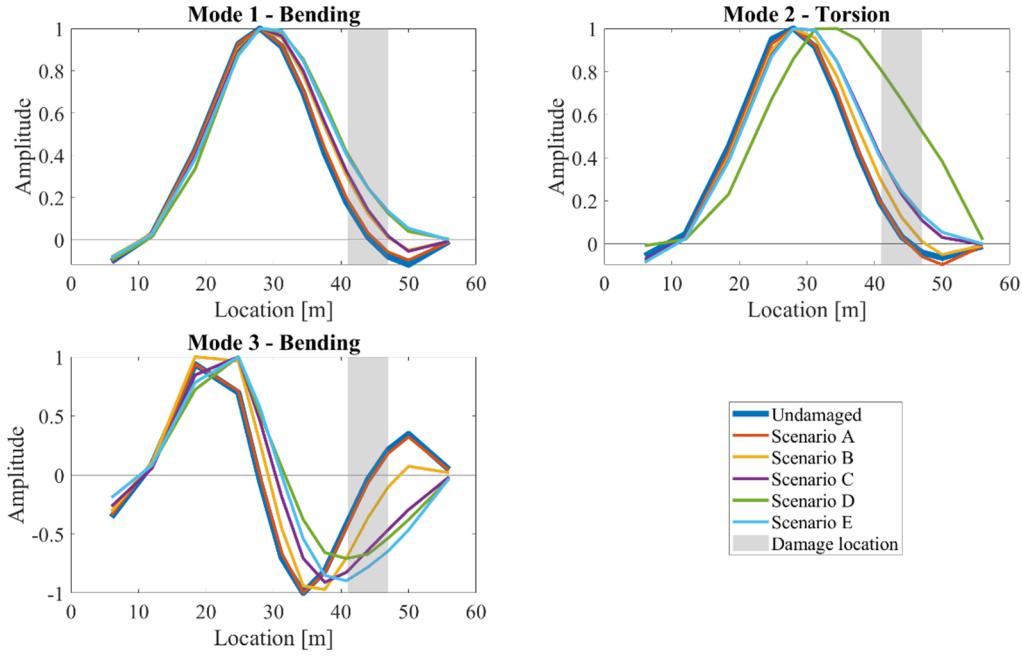 Mode 1 - Bending
1
0.8
0.6
0.4
0.2
0
Amplitude
0 10 20 30 40 50 60
Location [m]
Mode 2 - Torsion
1
0.8
0.6
0.4
0.2
0
Amplitude
0 10 20 30 40 50 60
Location [m]
Mode 3 - Bending
1
0.5
0
-0.5
-1
Amplitude
0 10 20 30 40 50 60
Location [m]
Undamaged
Scenario A
Scenario B
Scenario C
Scenario D
Scenario E
Damage location